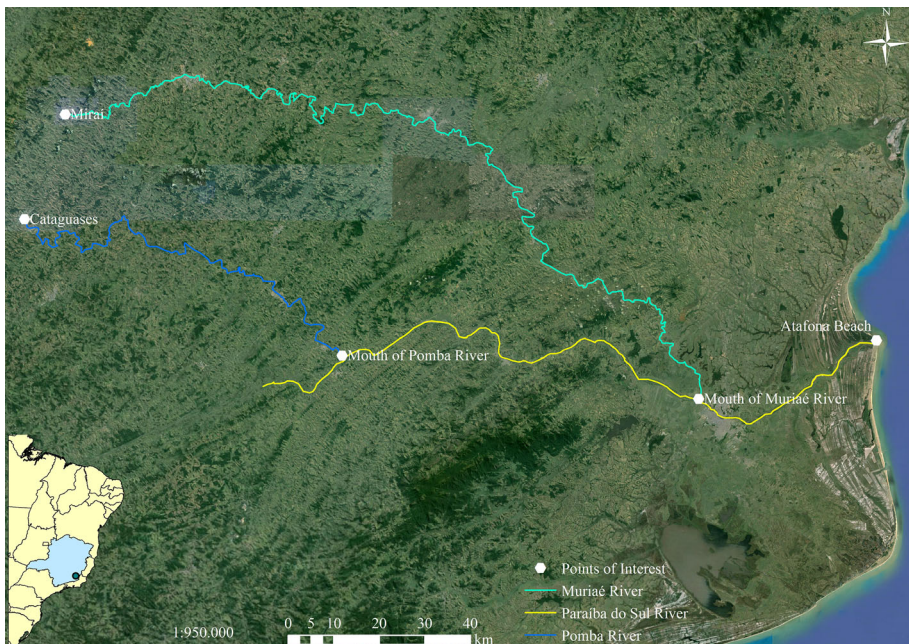 N
Mirai
Cataguases
Atafona Beach
Mouth of Pomba River
Mouth of Muriaé River
Points of Interest
Muriaé River
Paraíba do Sul River
Pomba River
1:950.000
0 5 10 20 30 40
km